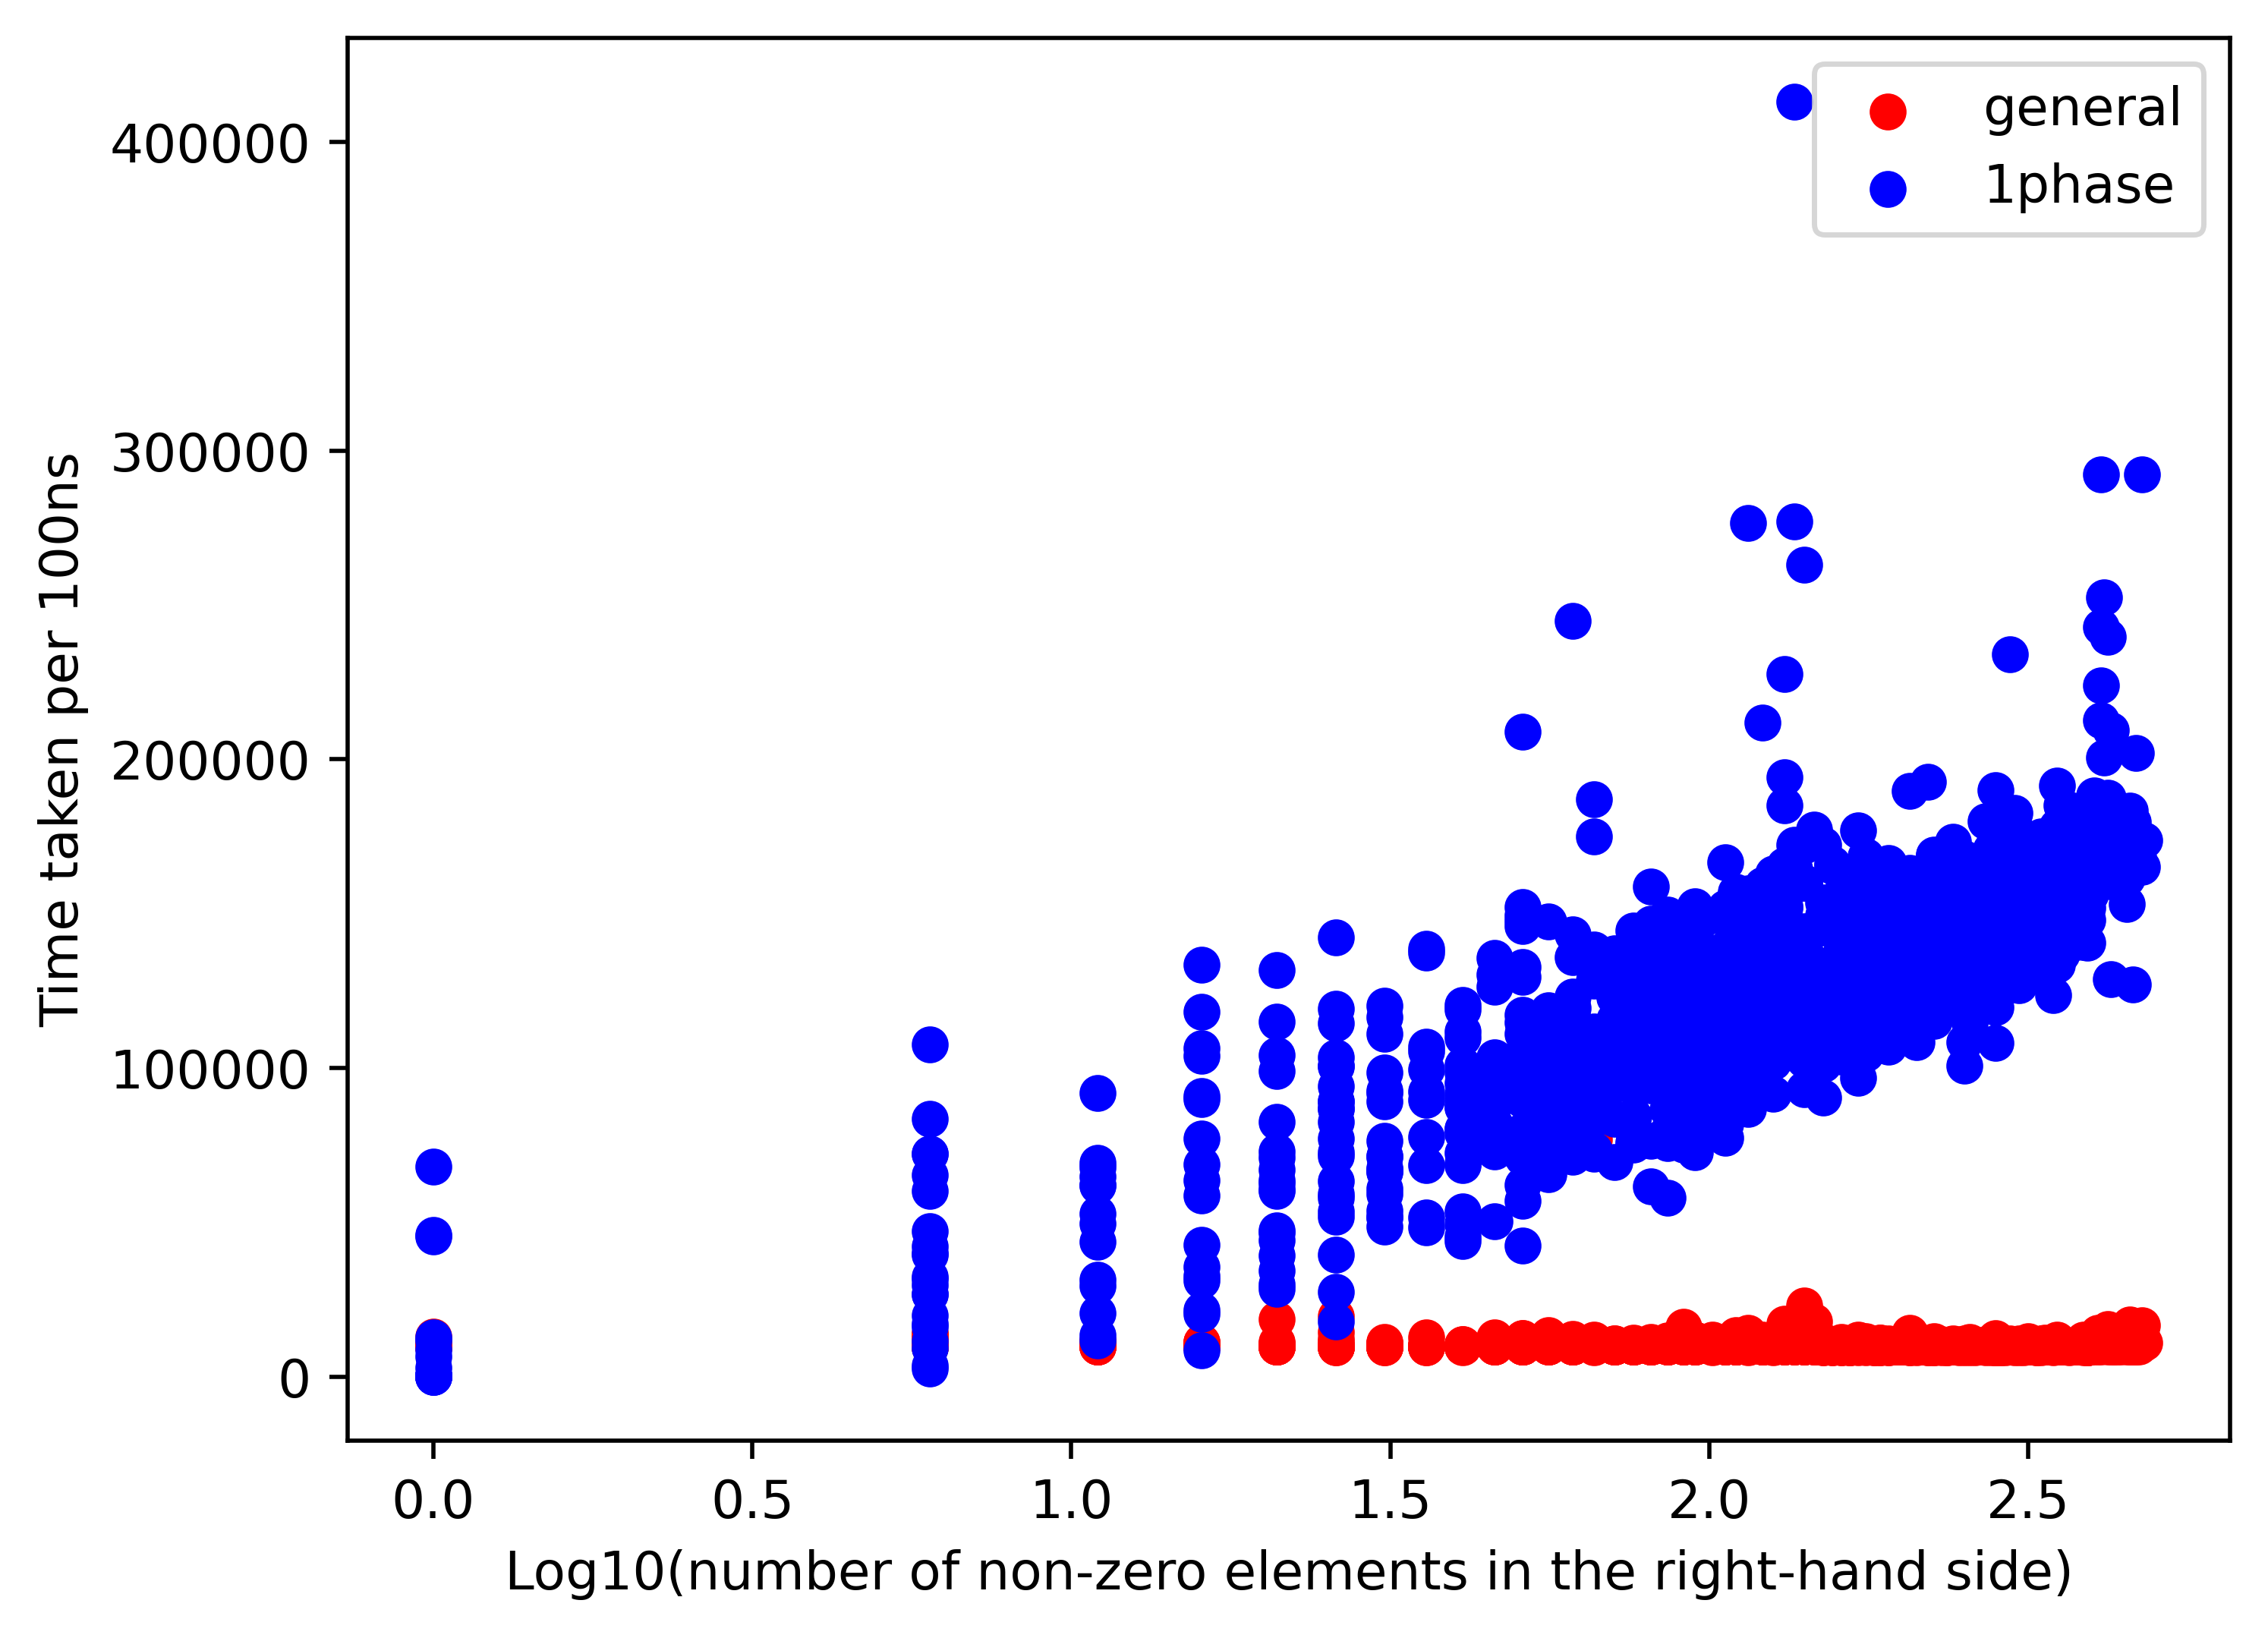 general
1phase
400000
300000
200000
100000
0
Time taken per 100ns
0.0 0.5 1.0 1.5 2.0 2.5
Log10(number of non-zero elements in the right-hand side)